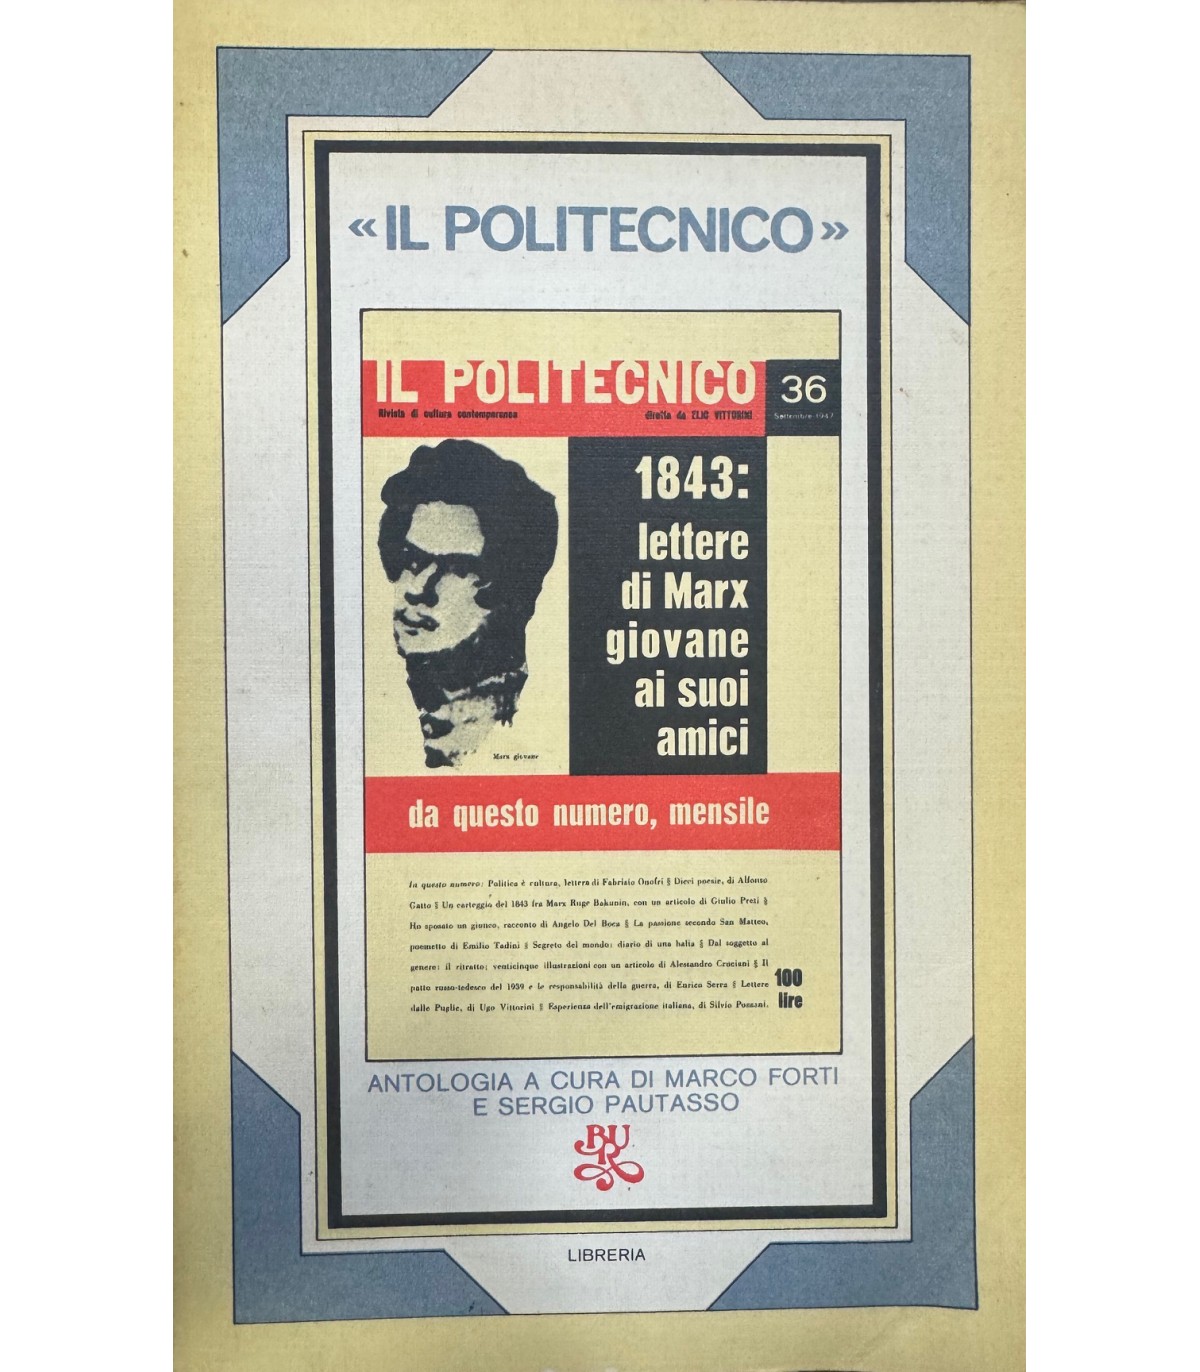 «IL POLITECNICO»
IL POLITECNICO
36
Rivista di cultura contemporanea
diretta da ELIO VITTORINI
Settembre 1947
1843:
lettere
di Marx
giovane
ai suoi
amici
Marx giovane
da questo numero, mensile
In questo numero: Politica è cultura, lettera di Fabrizio Onofri § Dieci poesie, di Alfonso
Gatto § Un carteggio del 1843 fra Marx Ruge Bakunin, con un articolo di Giulio Preti §
Ho sposato un giunco, racconto di Angelo Del Boca § La passione secondo San Matteo,
poemetto di Emilio Tadini § Segreto del mondo: diario di una balia § Dal soggetto al
genere: il ritratto; venticinque illustrazioni con un articolo di Alessandro Cruciani § Il
patto russo-tedesco del 1939 e le responsabilità della guerra, di Enrico Serra § Lettere
dalle Puglie, di Ugo Vittorini § Esperienza dell'emigrazione italiana, di Silvio Pozzani.
100
lire
ANTOLOGIA A CURA DI MARCO FORTI
E SERGIO PAUTASSO
BUR
LIBRERIA